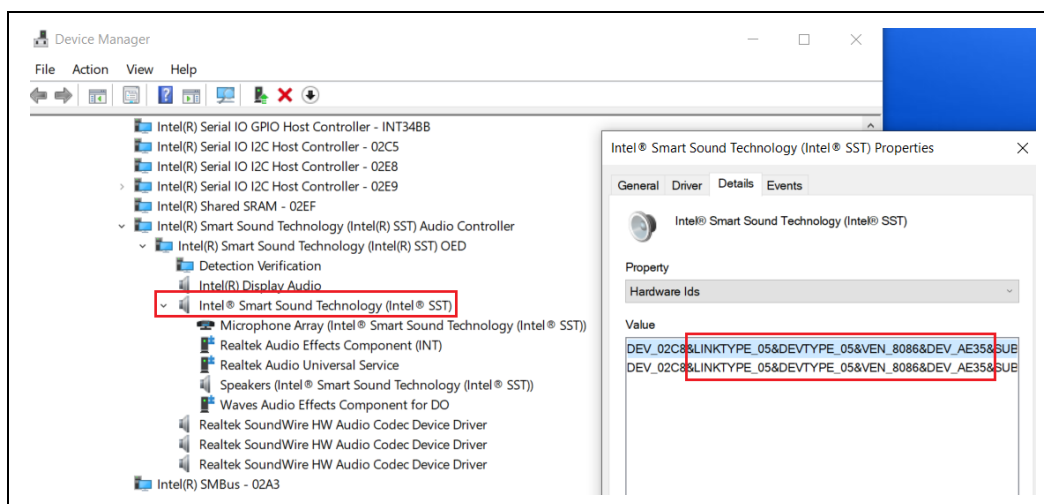 Device Manager
File Action View Help
Intel(R) Serial IO GPIO Host Controller - INT34BB
Intel(R) Serial IO I2C Host Controller - 02C5
Intel(R) Serial IO I2C Host Controller - 02E8
Intel(R) Serial IO I2C Host Controller - 02E9
Intel(R) Shared SRAM - 02EF
Intel(R) Smart Sound Technology (Intel(R) SST) Audio Controller
Intel(R) Smart Sound Technology (Intel(R) SST) OED
Detection Verification
Intel(R) Display Audio
Intel® Smart Sound Technology (Intel® SST)
Microphone Array (Intel® Smart Sound Technology (Intel® SST))
Realtek Audio Effects Component (INT)
Realtek Audio Universal Service
Speakers (Intel® Smart Sound Technology (Intel® SST))
Waves Audio Effects Component for DO
Realtek SoundWire HW Audio Codec Device Driver
Realtek SoundWire HW Audio Codec Device Driver
Realtek SoundWire HW Audio Codec Device Driver
Intel(R) SMBus - 02A3
Intel® Smart Sound Technology (Intel® SST) Properties
General Driver Details Events
Intel® Smart Sound Technology (Intel® SST)
Property
Hardware Ids
Value
DEV_02C8&LINKTYPE_05&DEVTYPE_05&VEN_8086&DEV_AE35&SUB
DEV_02C8&LINKTYPE_05&DEVTYPE_05&VEN_8086&DEV_AE35&SUB